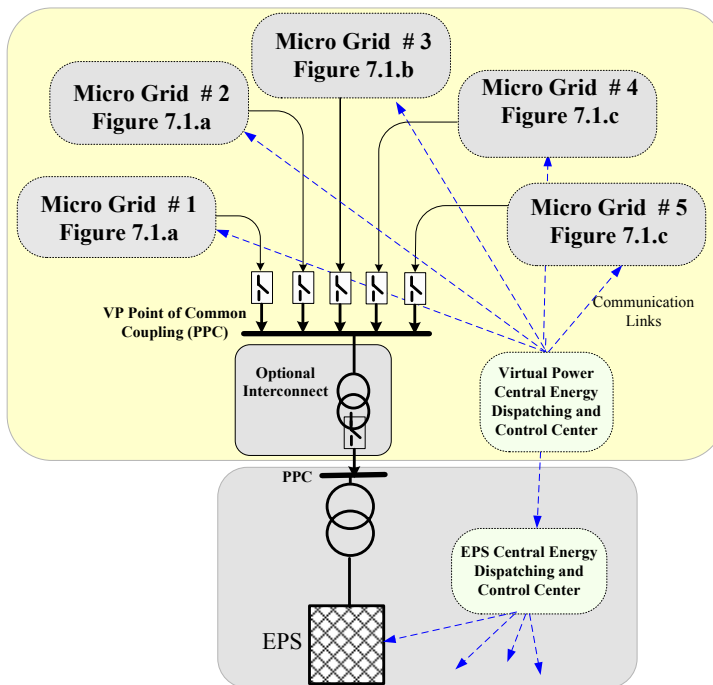 Micro Grid # 3
Figure 7.1.b
Micro Grid # 2
Figure 7.1.a
Micro Grid # 4
Figure 7.1.c
Micro Grid # 1
Figure 7.1.a
Micro Grid # 5
Figure 7.1.c
VP Point of Common
Coupling (PPC)
Communication
Links
Optional
Interconnect
Virtual Power
Central Energy
Dispatching and
Control Center
PPC
EPS Central Energy
Dispatching and
Control Center
EPS